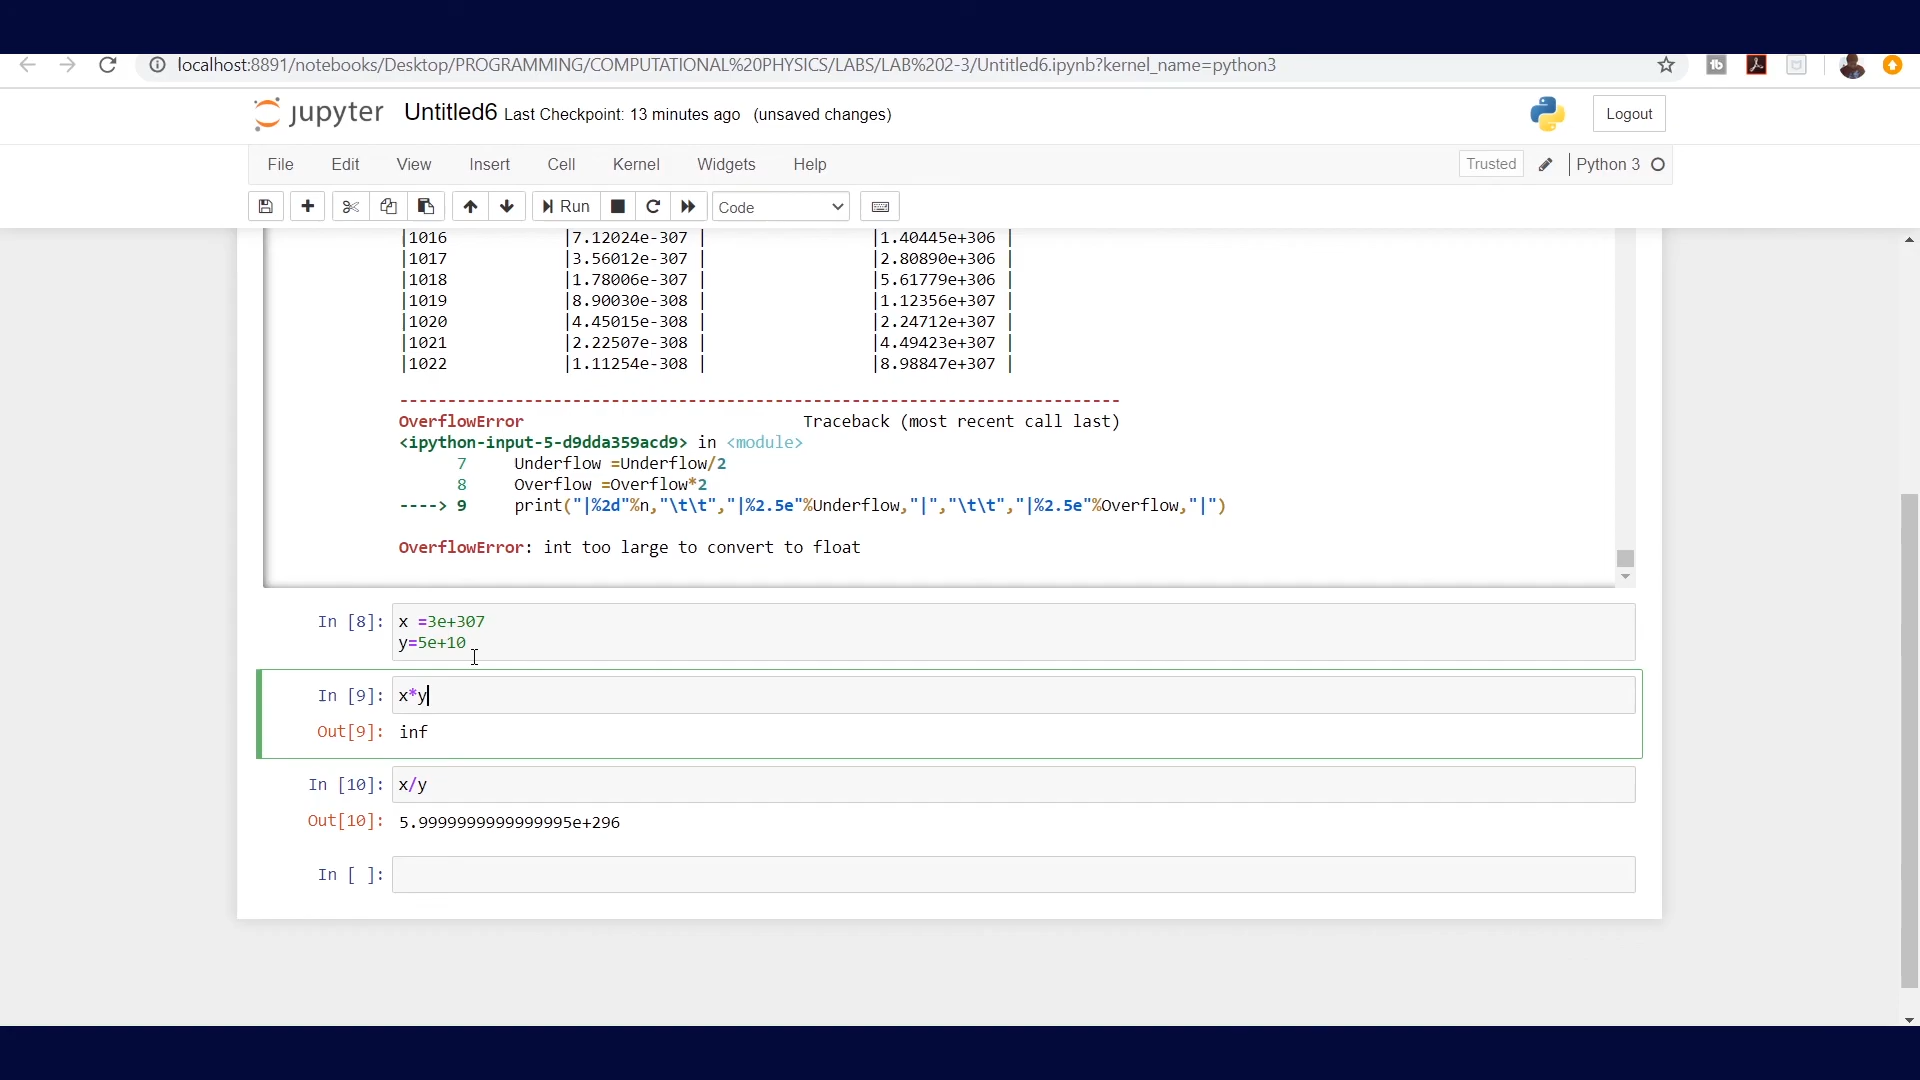 localhost:8891/notebooks/Desktop/PROGRAMMING/COMPUTATIONAL%20PHYSICS/LABS/LAB%202-3/Untitled6.ipynb?kernel_name=python3
jupyter Untitled6 Last Checkpoint: 13 minutes ago (unsaved changes) Logout
File Edit View Insert Cell Kernel Widgets Help Trusted Python 3
Run Code
|1016 |7.12024e-307 | |1.40445e+306 |
|1017 |3.56012e-307 | |2.80890e+306 |
|1018 |1.78006e-307 | |5.61779e+306 |
|1019 |8.90030e-308 | |1.12356e+307 |
|1020 |4.45015e-308 | |2.24712e+307 |
|1021 |2.22507e-308 | |4.49423e+307 |
|1022 |1.11254e-308 | |8.98847e+307 |
---------------------------------------------------------------------------
OverflowError Traceback (most recent call last)
<ipython-input-5-d9dda359acd9> in <module>
7 Underflow =Underflow/2
8 Overflow =Overflow*2
----> 9 print("|%2d"%n,"\t\t","|%2.5e"%Underflow,"|","\t\t","|%2.5e"%Overflow,"|")
OverflowError: int too large to convert to float
In [8]: x =3e+307
y=5e+10
In [9]: x*y
Out[9]: inf
In [10]: x/y
Out[10]: 5.9999999999999995e+296
In [ ]: